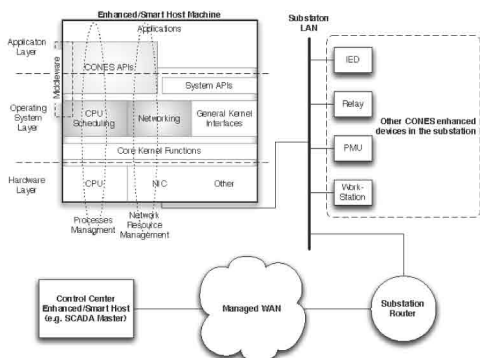 Enhanced/Smart Host Machine
Applications
Applicaton
Layer
Middleware
CONES APIs
System APIs
Operating
System Layer
CPU
Scheduling
Networking
General Kernel
Interfaces
Core Kernel Functions
Hardware
Layer
CPU
NIC
Other
Processes
Managment
Network
Resource
Management
Substaton
LAN
IED
Relay
PMU
Work-
Station
Other CONES enhanced
devices in the substation
Control Center
Enhanced/Smart Host
(e.g. SCADA Master)
Managed WAN
Substation
Router